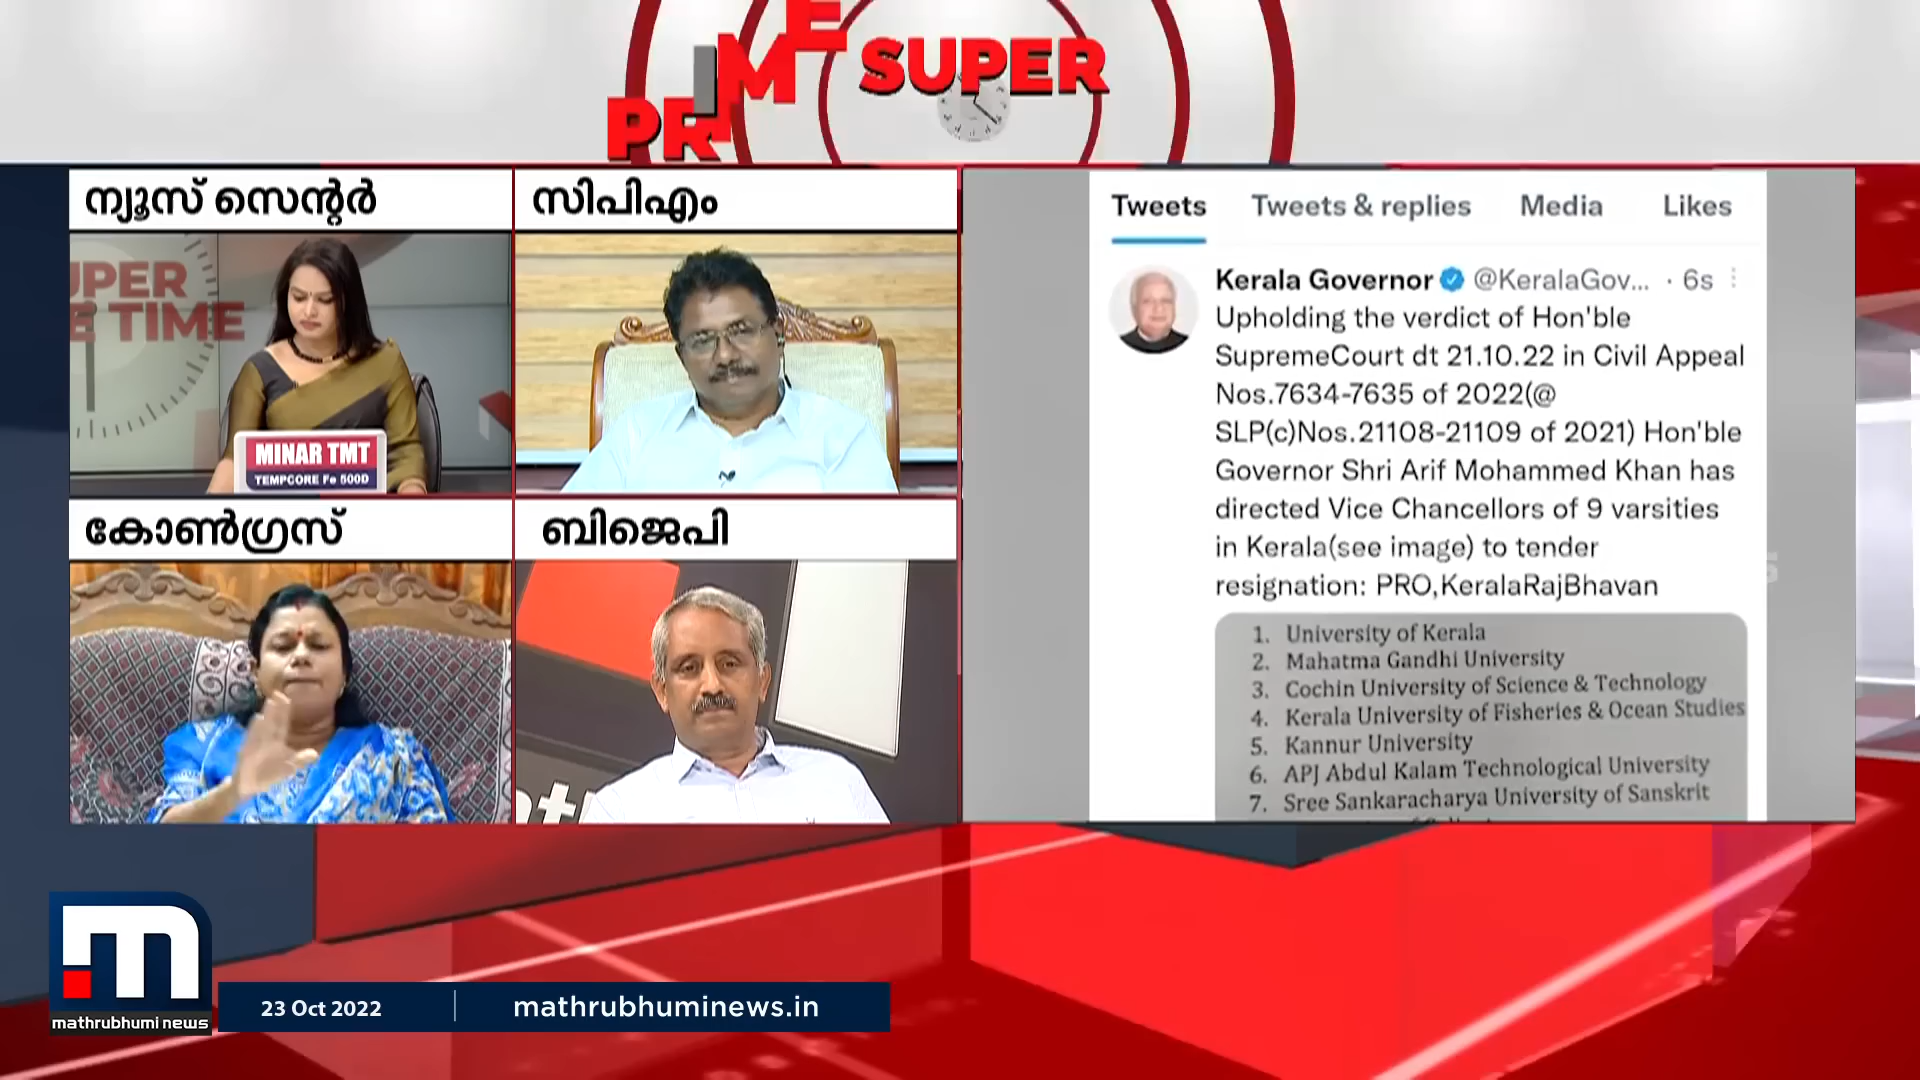 PRIME SUPER
ന്യൂസ് സെന്റർ
സിപിഎം
UPER
E TIME
MINAR TMT
TEMPCORE Fe 500D
കോൺഗ്രസ്
ബിജെപി
Tweets Tweets & replies Media Likes
Kerala Governor @KeralaGov... · 6s
Upholding the verdict of Hon'ble
SupremeCourt dt 21.10.22 in Civil Appeal
Nos.7634-7635 of 2022(@
SLP(c)Nos.21108-21109 of 2021) Hon'ble
Governor Shri Arif Mohammed Khan has
directed Vice Chancellors of 9 varsities
in Kerala(see image) to tender
resignation: PRO,KeralaRajBhavan
1. University of Kerala
2. Mahatma Gandhi University
3. Cochin University of Science & Technology
4. Kerala University of Fisheries & Ocean Studies
5. Kannur University
6. APJ Abdul Kalam Technological University
7. Sree Sankaracharya University of Sanskrit
m
mathrubhumi news
23 Oct 2022
mathrubhuminews.in